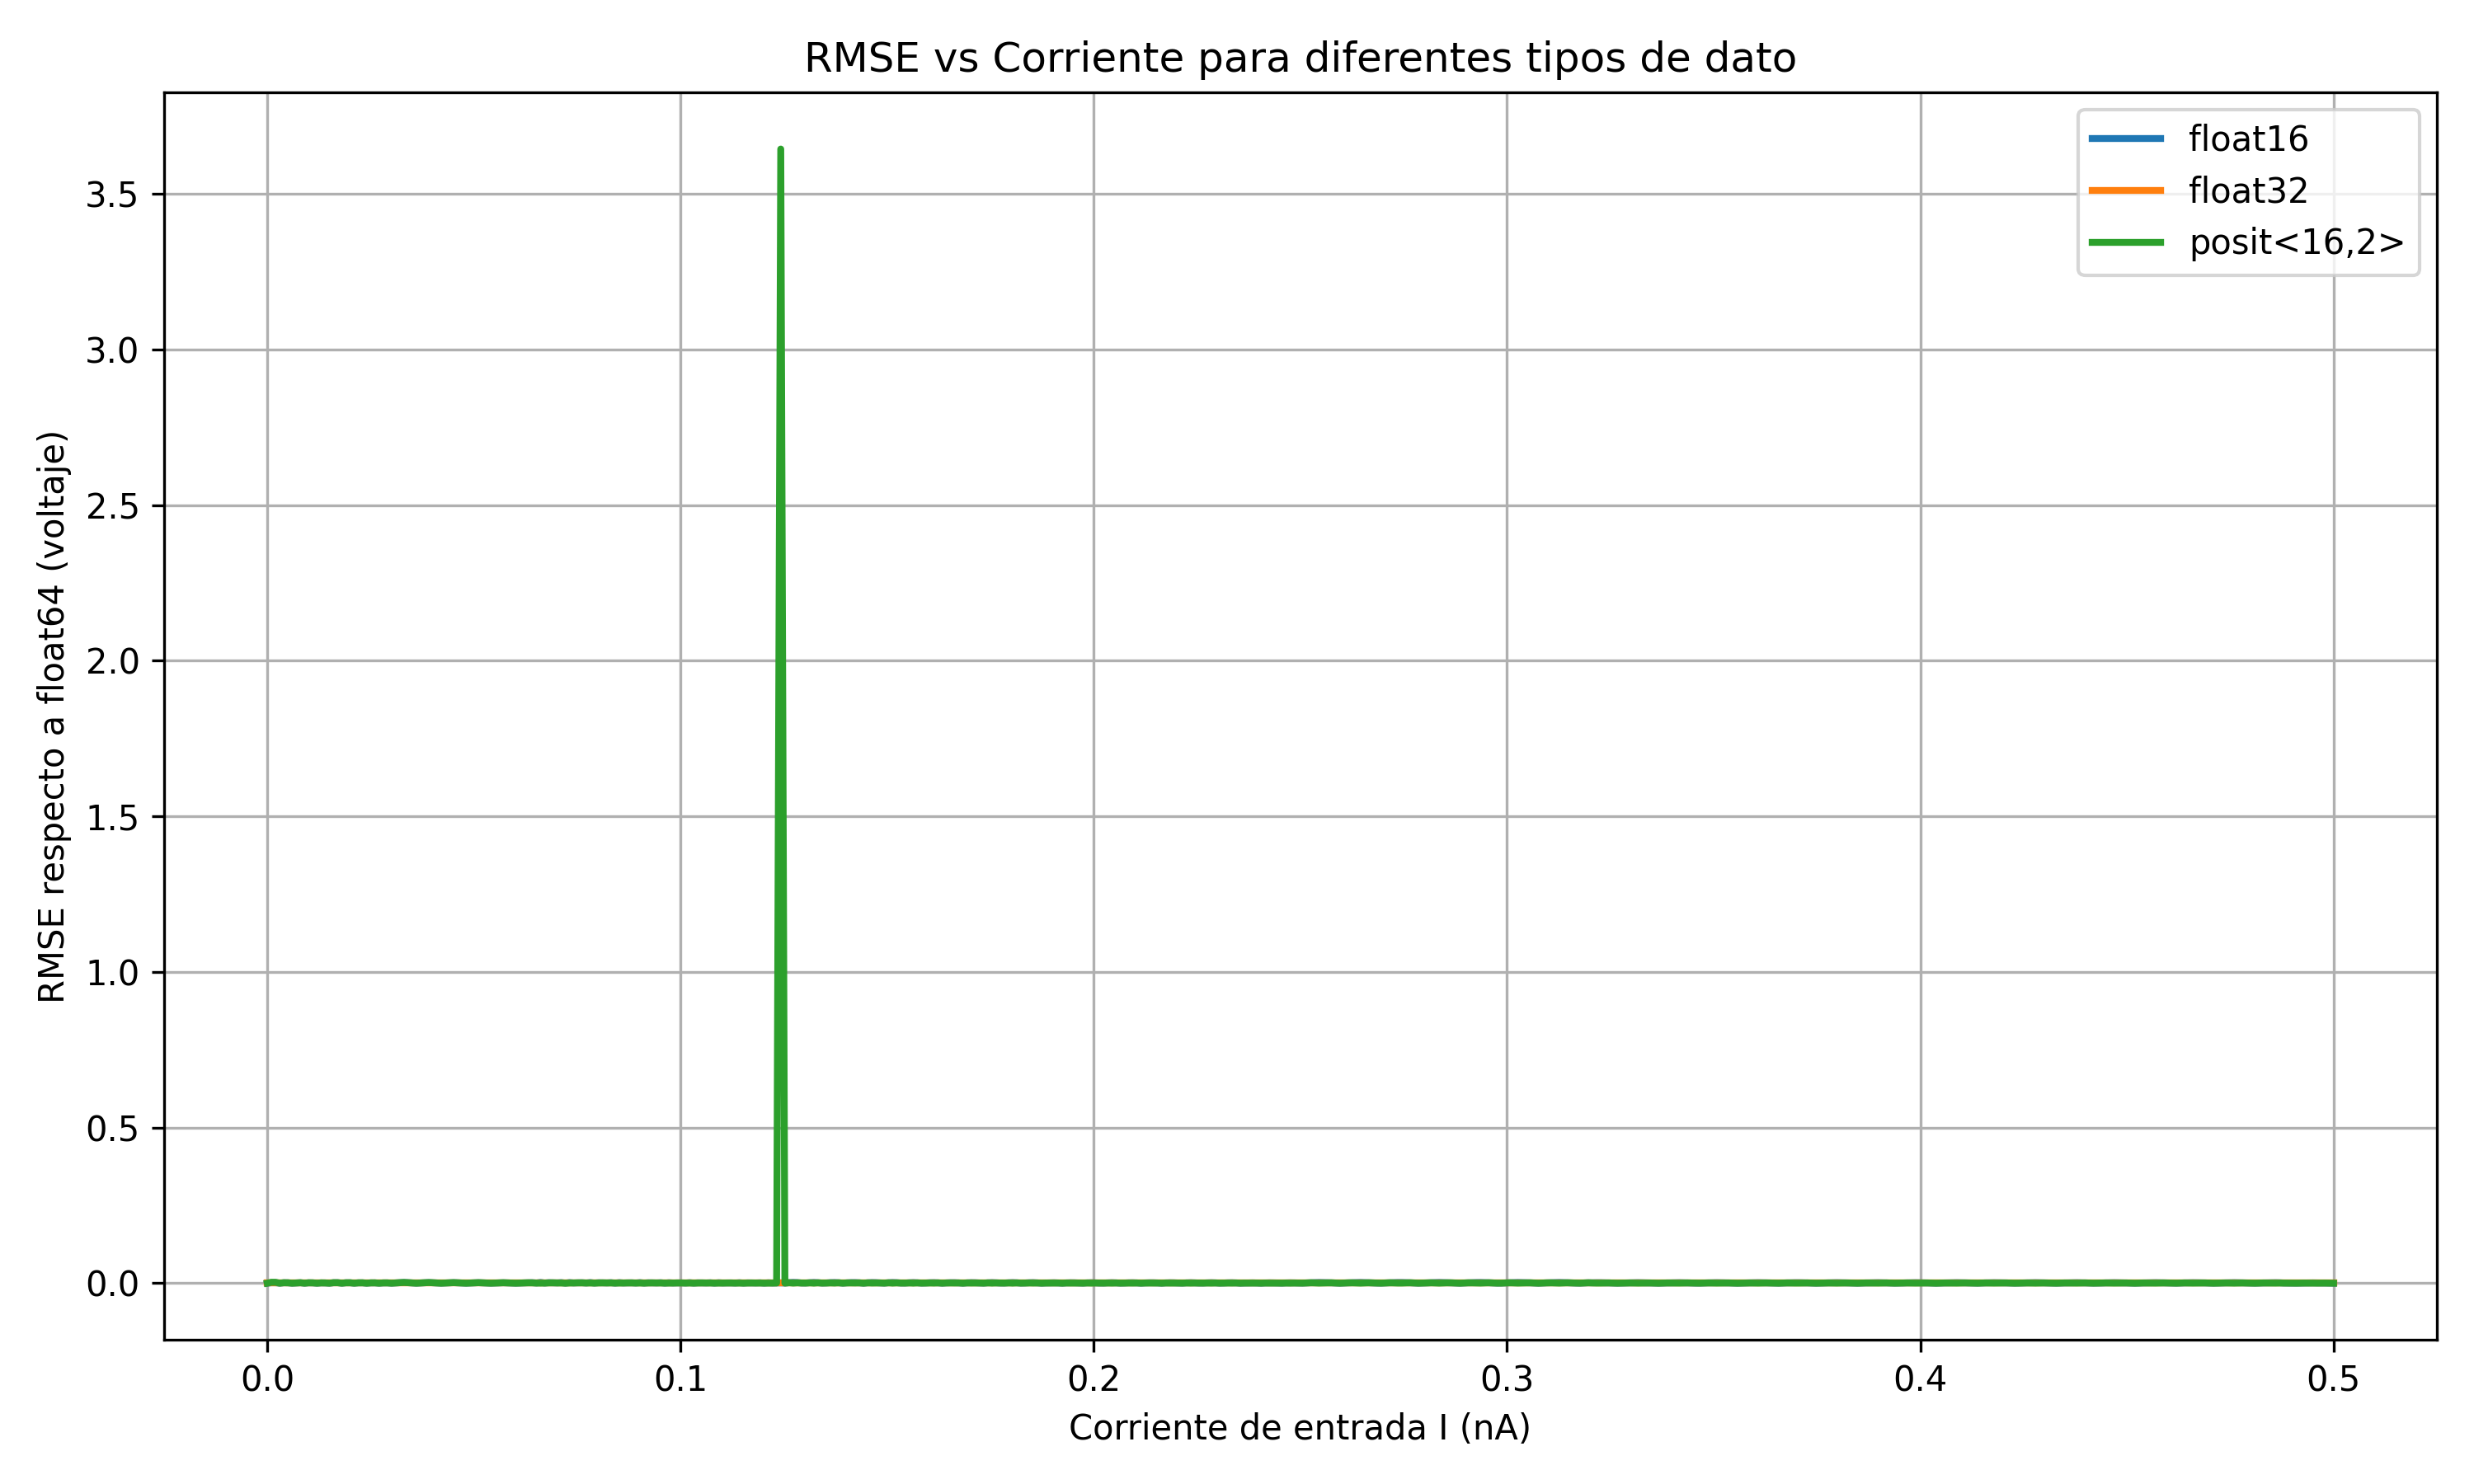 RMSE vs Corriente para diferentes tipos de dato
float16
float32
posit<16,2>
RMSE respecto a float64 (voltaje)
3.5
3.0
2.5
2.0
1.5
1.0
0.5
0.0
0.0 0.1 0.2 0.3 0.4 0.5
Corriente de entrada I (nA)